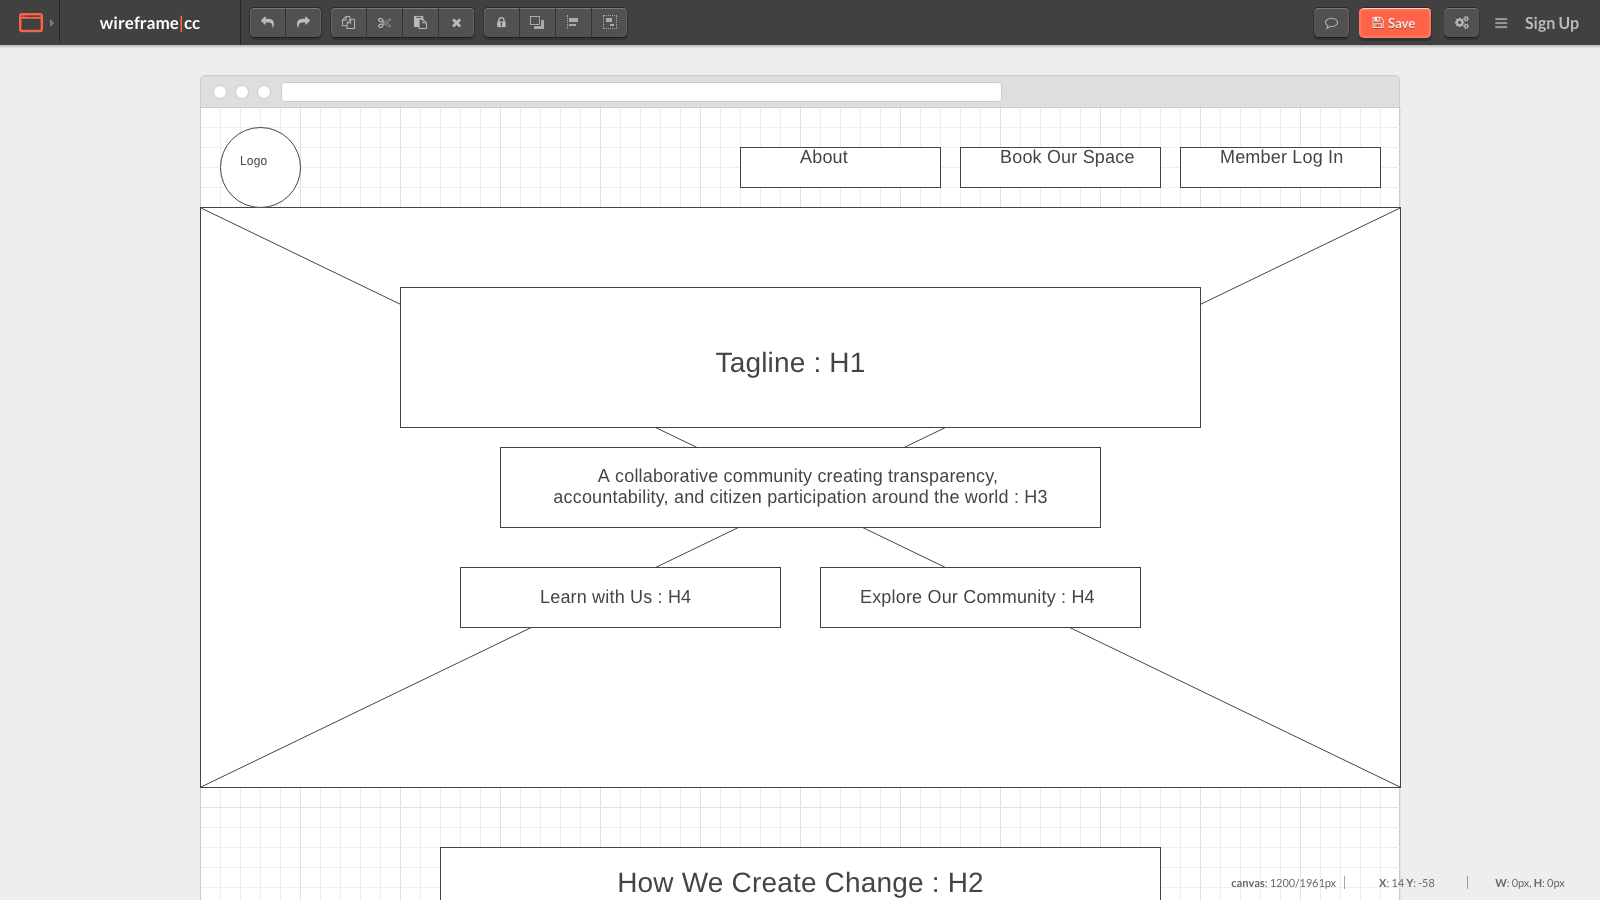 wireframe|cc
Save
Sign Up
Logo
About
Book Our Space
Member Log In
Tagline : H1
A collaborative community creating transparency,
accountability, and citizen participation around the world : H3
Learn with Us : H4
Explore Our Community : H4
How We Create Change : H2
canvas: 1200/1961px
X: 14 Y: -58
W: 0px, H: 0px